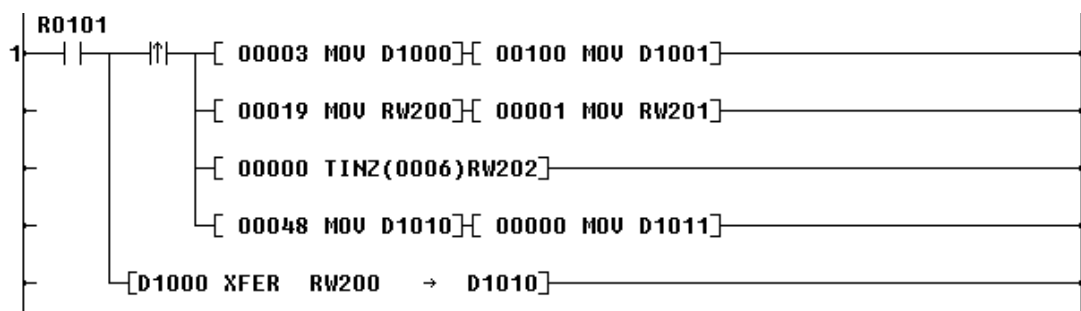 R0101
1 ↑ [ 00003 MOV D1000][ 00100 MOV D1001]
[ 00019 MOV RW200][ 00001 MOV RW201]
[ 00000 TINZ(0006)RW202]
[ 00048 MOV D1010][ 00000 MOV D1011]
[D1000 XFER RW200 → D1010]